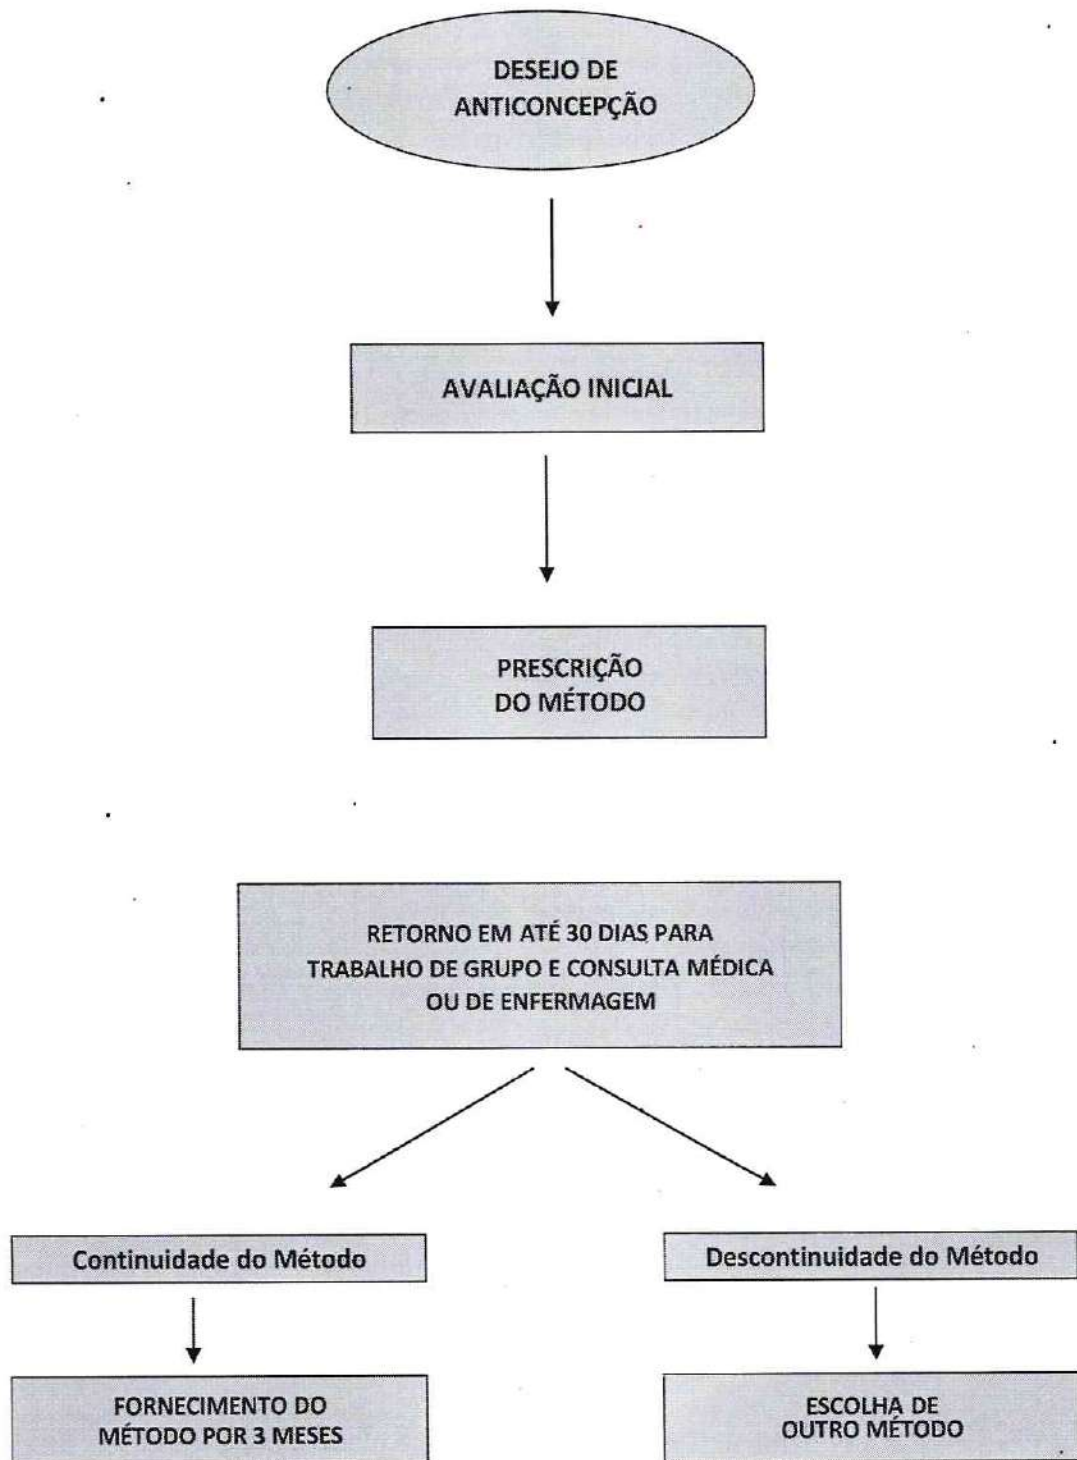 DESEJO DE
ANTICONCEPÇÃO
AVALIAÇÃO INICIAL
PRESCRIÇÃO
DO MÉTODO
RETORNO EM ATÉ 30 DIAS PARA
TRABALHO DE GRUPO E CONSULTA MÉDICA
OU DE ENFERMAGEM
Continuidade do Método
Descontinuidade do Método
FORNECIMENTO DO
MÉTODO POR 3 MESES
ESCOLHA DE
OUTRO MÉTODO